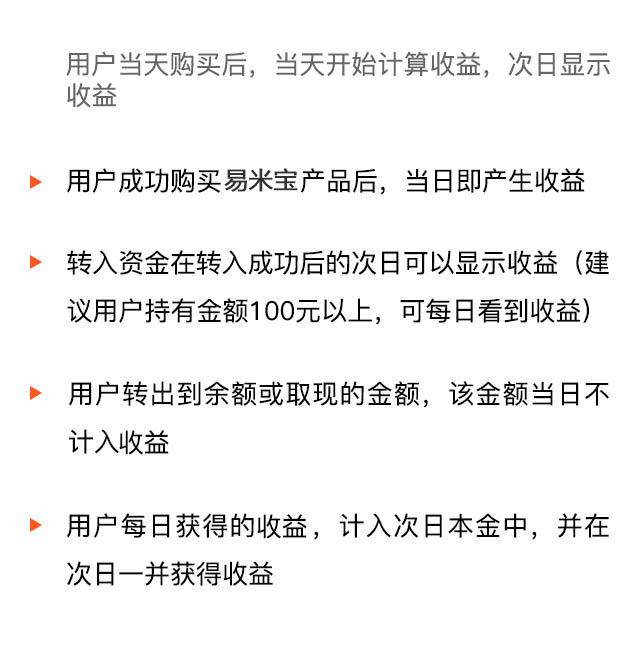 用户当天购买后，当天开始计算收益，次日显示
收益
用户成功购买易米宝产品后，当日即产生收益
转入资金在转入成功后的次日可以显示收益（建
议用户持有金额100元以上，可每日看到收益）
用户转出到余额或取现的金额，该金额当日不
计入收益
用户每日获得的收益，计入次日本金中，并在
次日一并获得收益